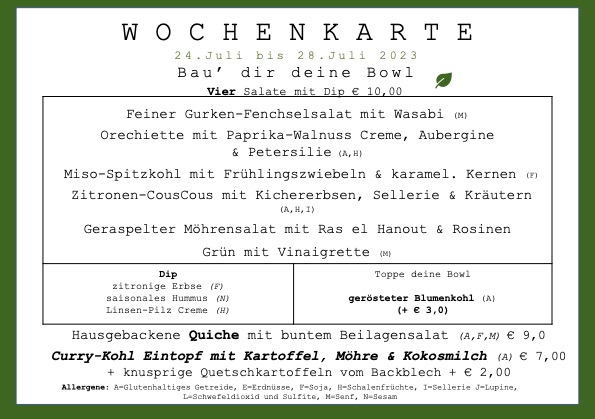 WOCHENKARTE
24.Juli bis 28.Juli 2023
Bau’ dir deine Bowl
Vier Salate mit Dip € 10,00
Feiner Gurken-Fenchselsalat mit Wasabi (M)
Orechiette mit Paprika-Walnuss Creme, Aubergine
& Petersilie (A,H)
Miso-Spitzkohl mit Frühlingszwiebeln & karamel. Kernen (F)
Zitronen-CousCous mit Kichererbsen, Sellerie & Kräutern
(A,H,I)
Geraspelter Möhrensalat mit Ras el Hanout & Rosinen
Grün mit Vinaigrette (M)
Dip
zitronige Erbse (F)
saisonales Hummus (N)
Linsen-Pilz Creme (H)
Toppe deine Bowl
gerösteter Blumenkohl (A)
(+ € 3,0)
Hausgebackene Quiche mit buntem Beilagensalat (A,F,M) € 9,0
Curry-Kohl Eintopf mit Kartoffel, Möhre & Kokosmilch (A) € 7,00
+ knusprige Quetschkartoffeln vom Backblech + € 2,00
Allergene: A=Glutenhaltiges Getreide, E=Erdnüsse, F=Soja, H=Schalenfrüchte, I=Sellerie J=Lupine,
L=Schwefeldioxid und Sulfite, M=Senf, N=Sesam